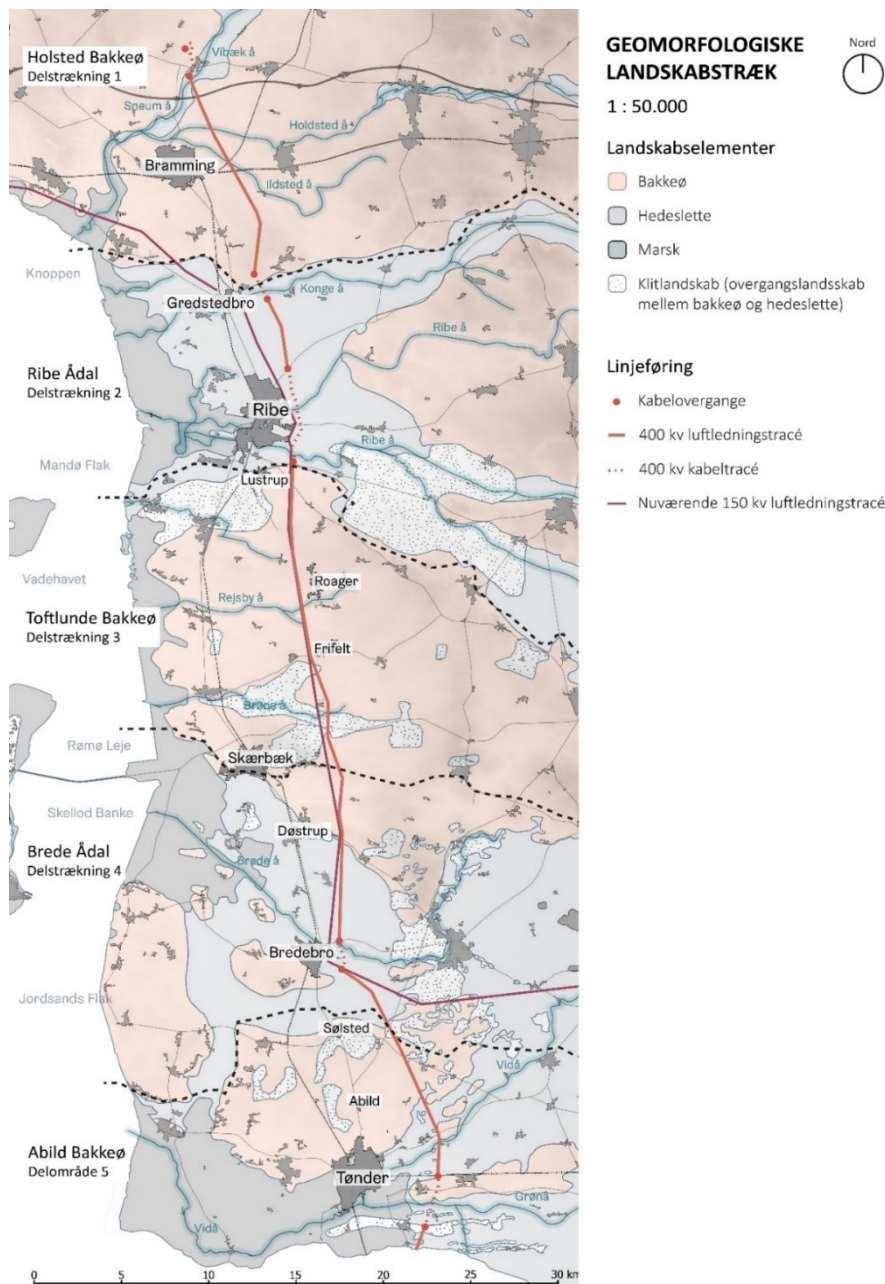 Holsted Bakkeø
Delstrækning 1
Vibæk å
Sneum å
Holdsted å
Bramming
Ildsted å
Knoppen
Gredstedbro
Konge å
Ribe å
Ribe Ådal
Delstrækning 2
Ribe
Ribe å
Mandø Flak
Lustrup
Vadehavet
Roager
Rejsby å
Toftlunde Bakkeø
Delstrækning 3
Frifelt
Brøns å
Rømø Leje
Skærbæk
Skellod Banke
Døstrup
Brede Ådal
Delstrækning 4
Brede å
Bredebro
Jordsands Flak
Sølsted
Vidå
Abild
Abild Bakkeø
Delområde 5
Tønder
Grønå
Vidå
0 5 10 15 20 25 30 km
GEOMORFOLOGISKE
LANDSKABSTRÆK
Nord
1 : 50.000
Landskabselementer
Bakkeø
Hedeslette
Marsk
Klitlandskab (overgangslandsskab
mellem bakkeø og hedeslette)
Linjeføring
Kabelovergange
400 kv luftledningstracé
400 kv kabeltracé
Nuværende 150 kv luftledningstracé